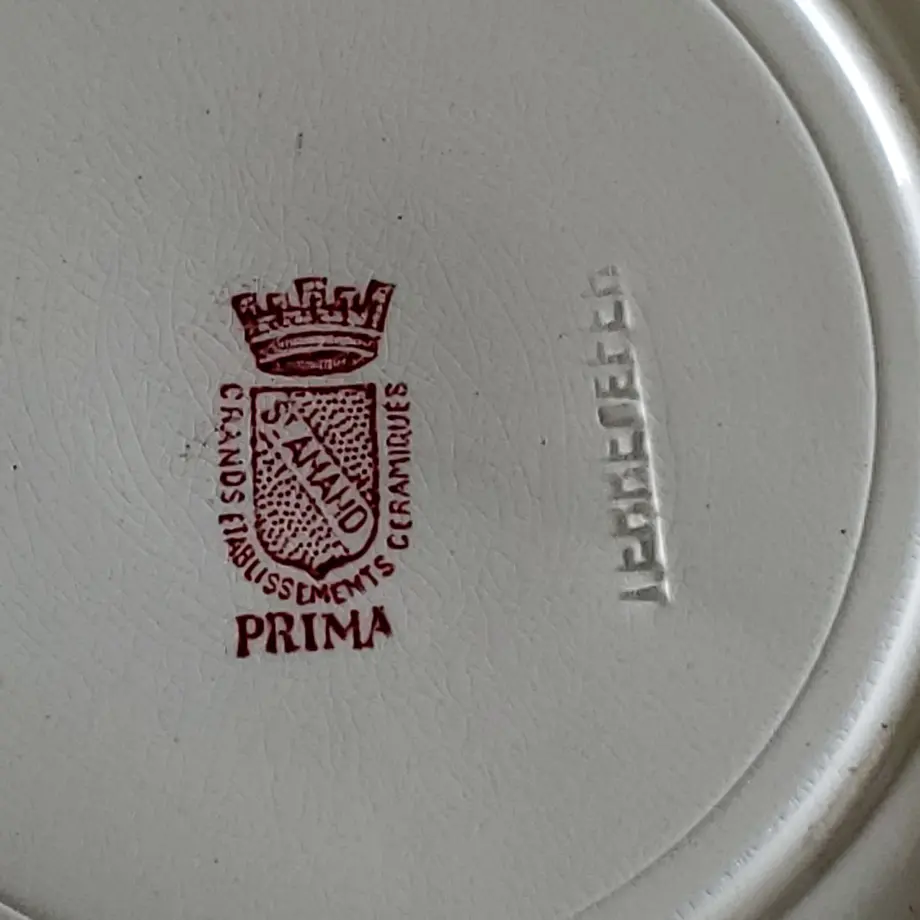 Sᵗ AMAND
GRANDS ETABLISSEMENTS CERAMIQUES
PRIMA